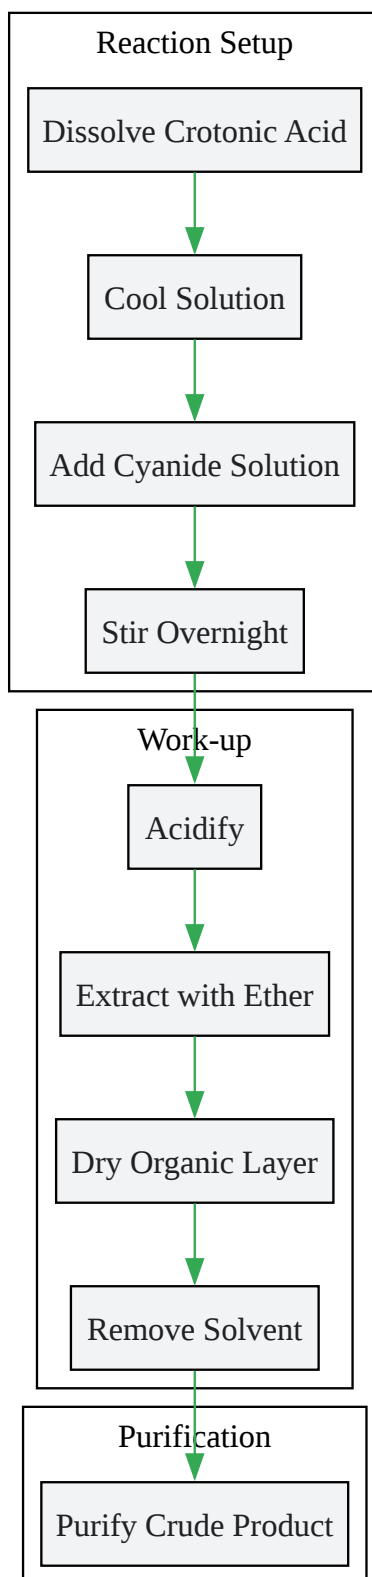 Reaction Setup
Dissolve Crotonic Acid
Cool Solution
Add Cyanide Solution
Stir Overnight
Work-up
Acidify
Extract with Ether
Dry Organic Layer
Remove Solvent
Purification
Purify Crude Product